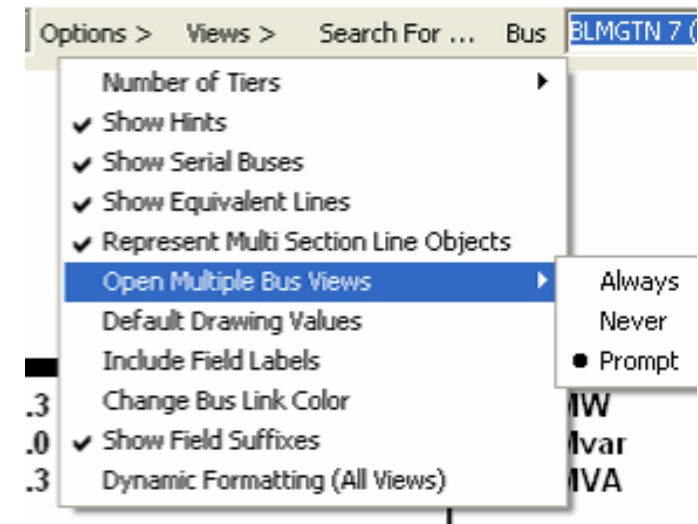 Options > Views > Search For ... Bus BLMGTN 7 (
Number of Tiers
Show Hints
Show Serial Buses
Show Equivalent Lines
Represent Multi Section Line Objects
Open Multiple Bus Views
Always
Default Drawing Values
Never
Include Field Labels
Prompt
.3 Change Bus Link Color MW
.0 Show Field Suffixes Mvar
.3 Dynamic Formatting (All Views) MVA